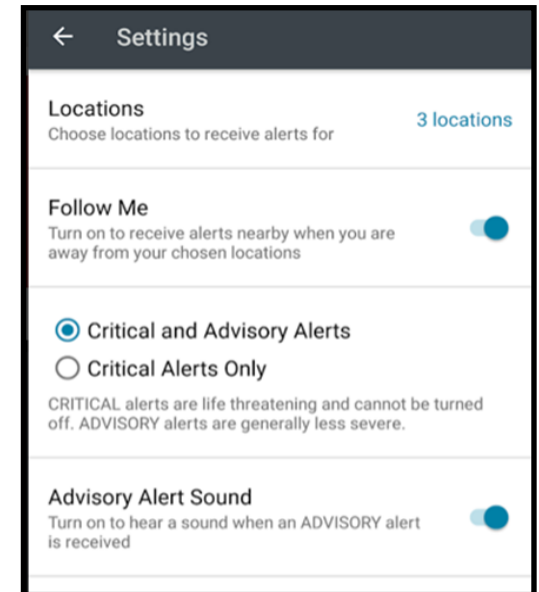 Settings
Locations
Choose locations to receive alerts for
3 locations
Follow Me
Turn on to receive alerts nearby when you are
away from your chosen locations
Critical and Advisory Alerts
Critical Alerts Only
CRITICAL alerts are life threatening and cannot be turned
off. ADVISORY alerts are generally less severe.
Advisory Alert Sound
Turn on to hear a sound when an ADVISORY alert
is received